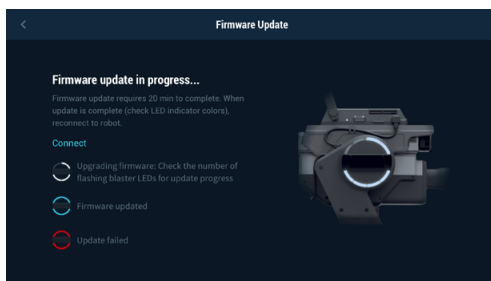 Firmware Update
Firmware update in progress...
Firmware update requires 20 min to complete. When
update is complete (check LED indicator colors),
reconnect to robot.
Connect
Upgrading firmware: Check the number of
flashing blaster LEDs for update progress
Firmware updated
Update failed